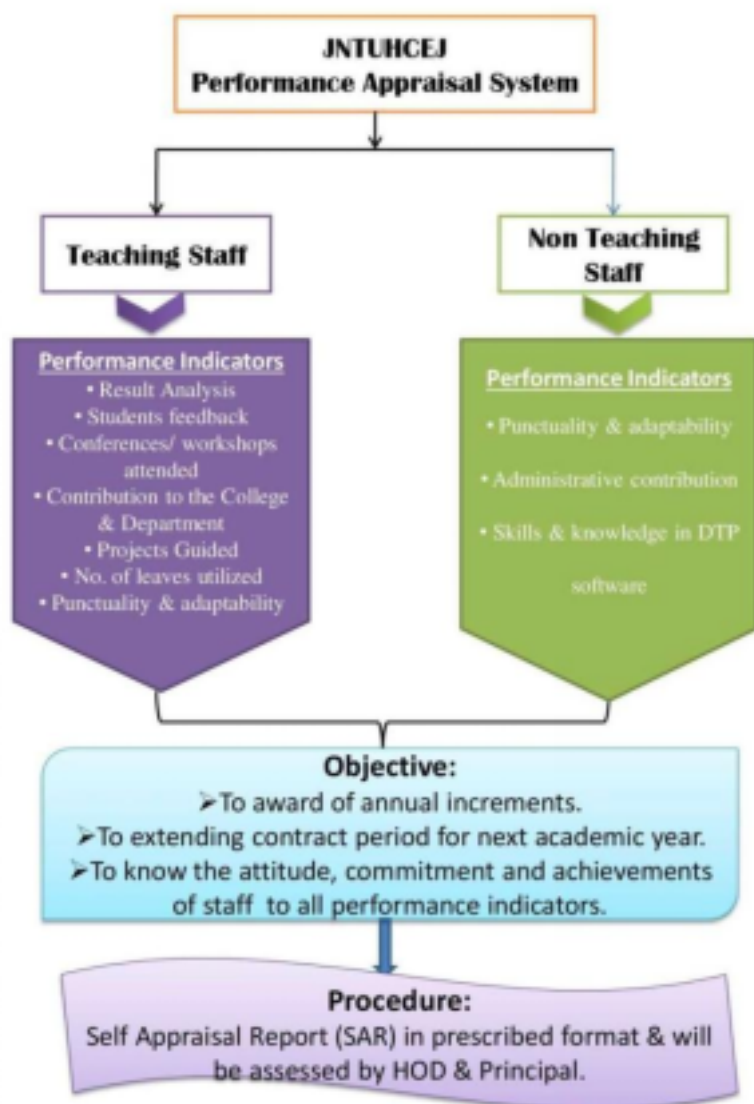 JNTUHCEJ
Performance Appraisal System
Teaching Staff
Non Teaching
Staff
Performance Indicators
• Result Analysis
• Students feedback
• Conferences/ workshops
attended
• Contribution to the College
& Department
• Projects Guided
• No. of leaves utilized
• Punctuality & adaptability
Performance Indicators
• Punctuality & adaptability
• Administrative contribution
• Skills & knowledge in DTP
software
Objective:
➢To award of annual increments.
➢To extending contract period for next academic year.
➢To know the attitude, commitment and achievements
of staff to all performance indicators.
Procedure:
Self Appraisal Report (SAR) in prescribed format & will
be assessed by HOD & Principal.